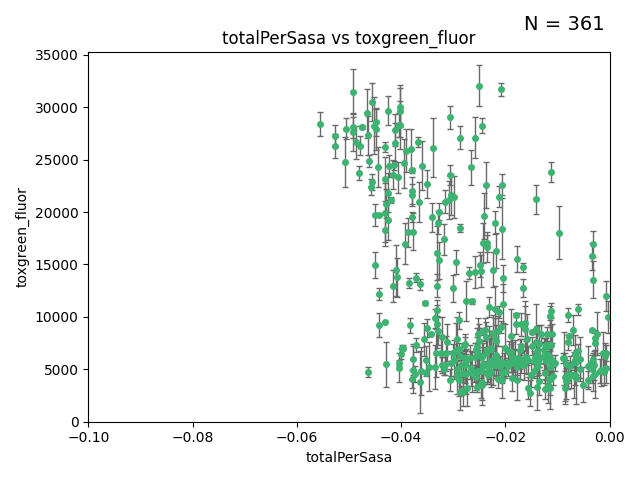 N = 361
totalPerSasa vs toxgreen_fluor
35000
30000
25000
20000
15000
10000
5000
0
toxgreen_fluor
−0.10 −0.08 −0.06 −0.04 −0.02 0.00
totalPerSasa